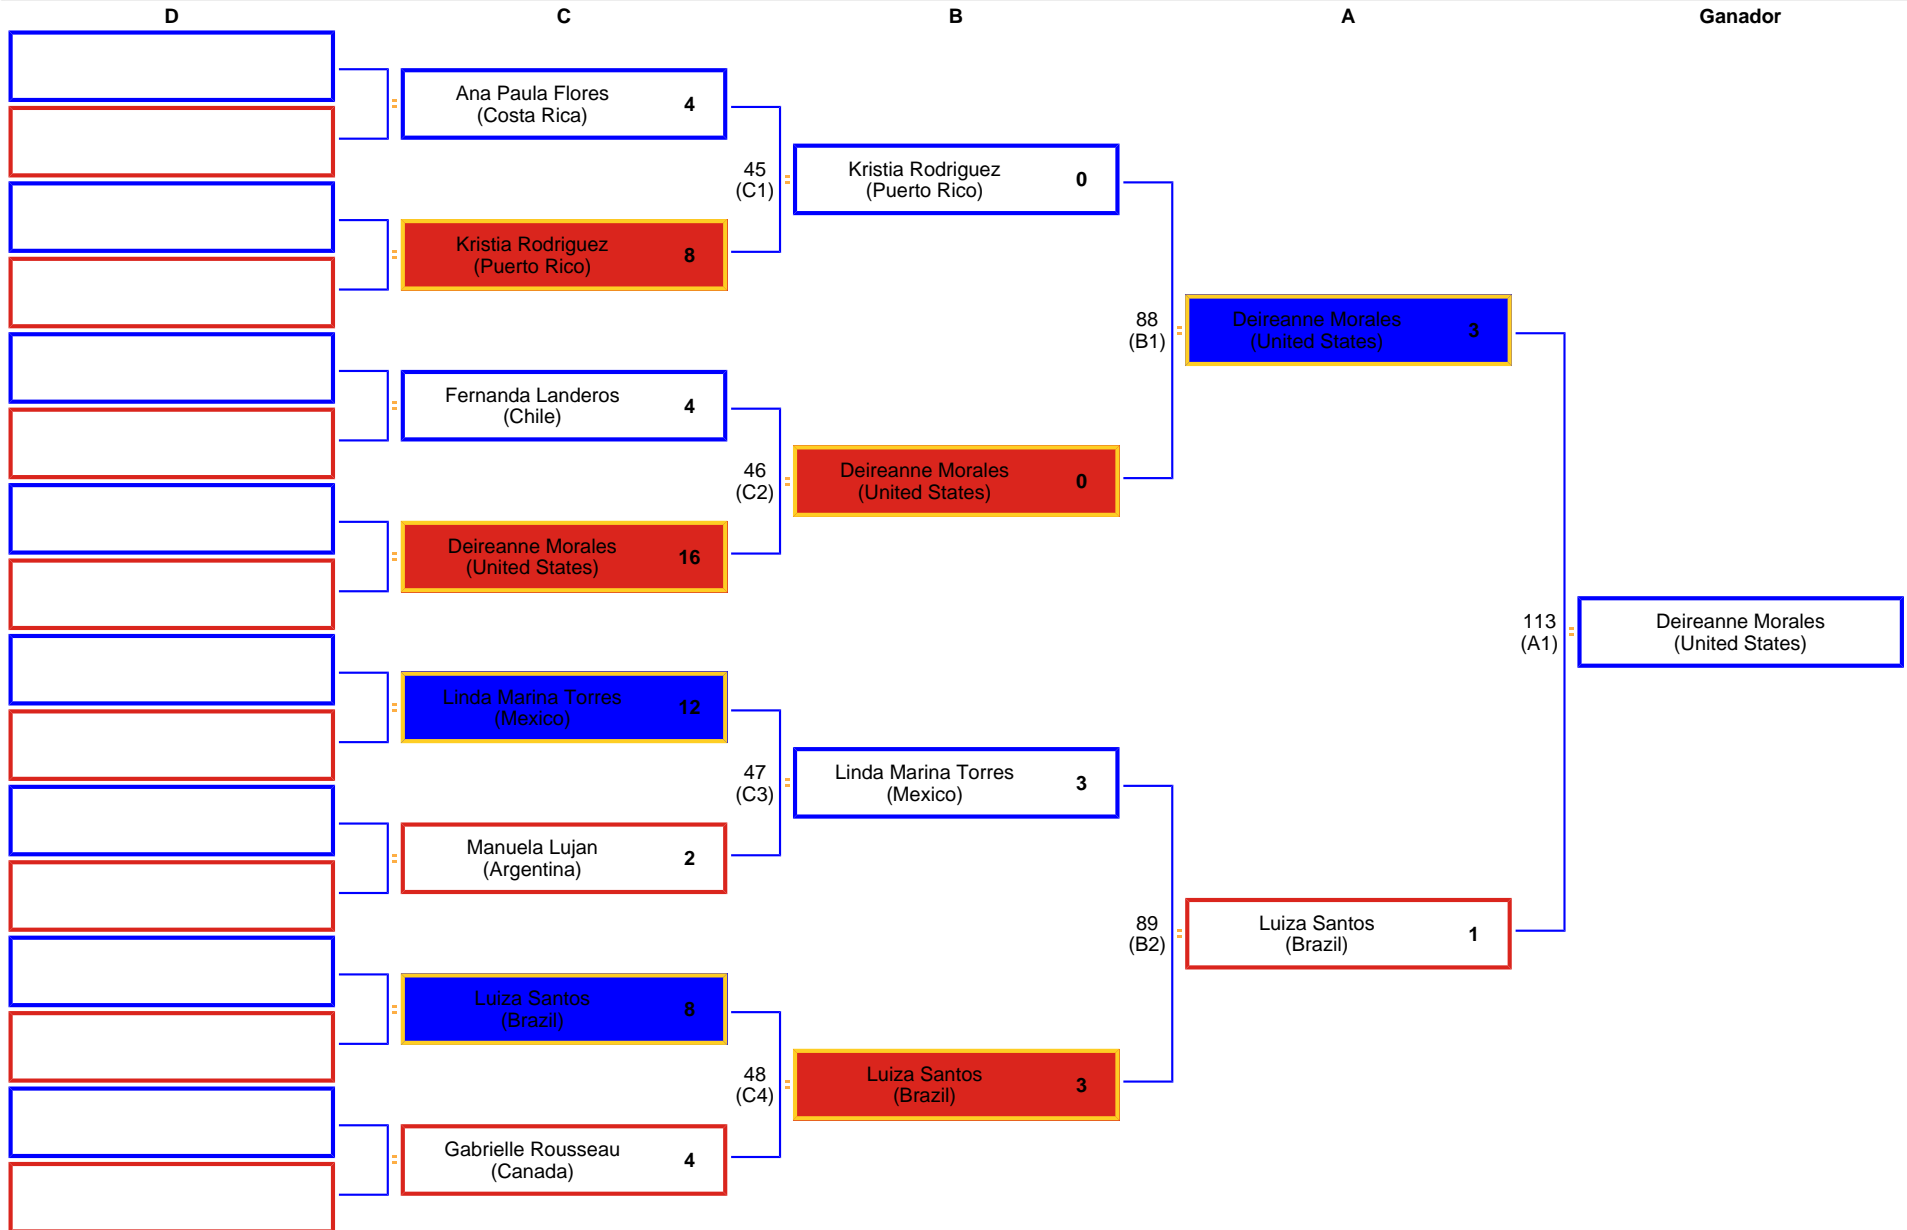 D
C
B
A
Ganador
Ana Paula Flores
(Costa Rica)
4
45
(C1)
Kristia Rodriguez
(Puerto Rico)
8
Fernanda Landeros
(Chile)
4
46
(C2)
Deireanne Morales
(United States)
16
Linda Marina Torres
(Mexico)
12
47
(C3)
Manuela Lujan
(Argentina)
2
Luiza Santos
(Brazil)
8
48
(C4)
Gabrielle Rousseau
(Canada)
4
Kristia Rodriguez
(Puerto Rico)
0
88
(B1)
Deireanne Morales
(United States)
0
Linda Marina Torres
(Mexico)
3
89
(B2)
Luiza Santos
(Brazil)
3
Deireanne Morales
(United States)
3
113
(A1)
Luiza Santos
(Brazil)
1
Deireanne Morales
(United States)